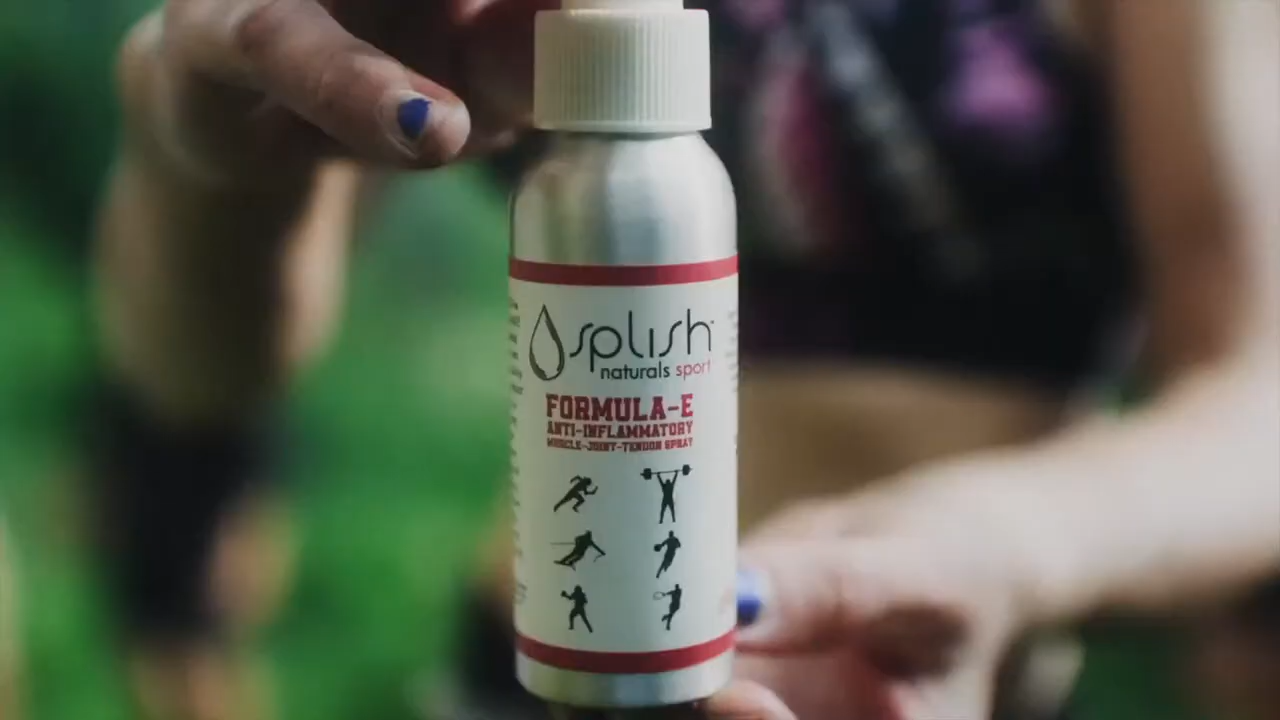 splish
naturals sport
FORMULA-E
ANTI-INFLAMMATORY
MUSCLE-JOINT-TENDON SPRAY